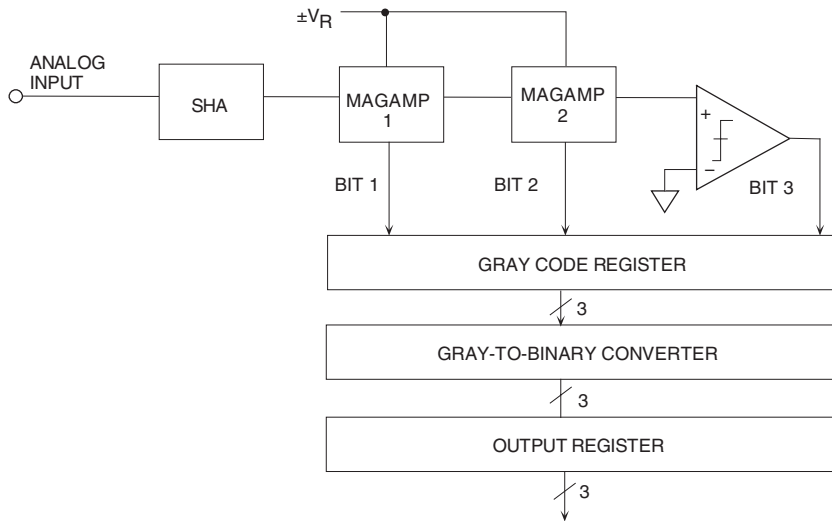 ±VR
ANALOG
INPUT
SHA
MAGAMP
1
MAGAMP
2
+
−
BIT 1
BIT 2
BIT 3
GRAY CODE REGISTER
3
GRAY-TO-BINARY CONVERTER
3
OUTPUT REGISTER
3